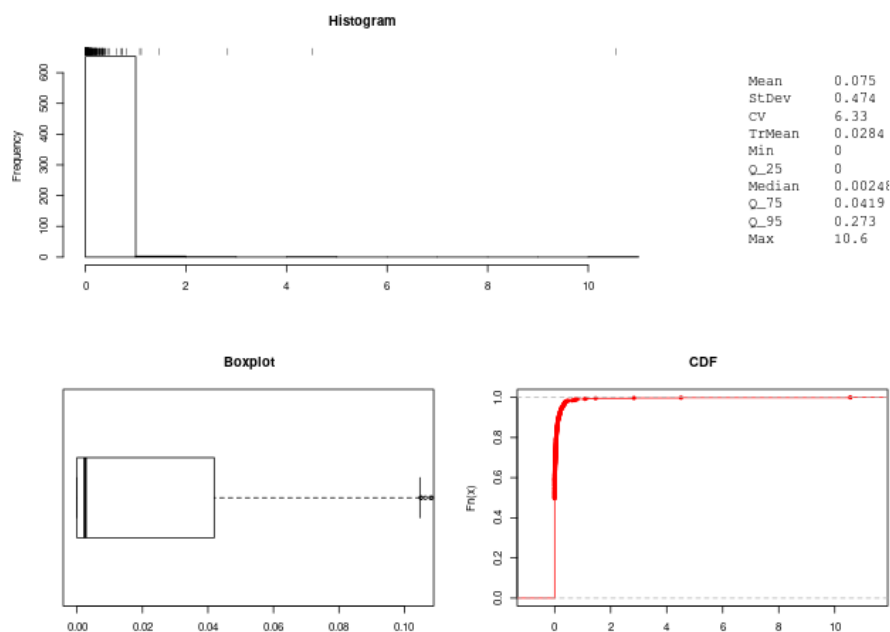 Histogram
Frequency
600
500
400
300
200
100
0
0 2 4 6 8 10
Mean 0.075
StDev 0.474
CV 6.33
TrMean 0.0284
Min 0
Q_25 0
Median 0.00248
Q_75 0.0419
Q_95 0.273
Max 10.6
Boxplot
0.00 0.02 0.04 0.06 0.08 0.10
CDF
Fn(x)
1.0
0.8
0.6
0.4
0.2
0.0
0 2 4 6 8 10